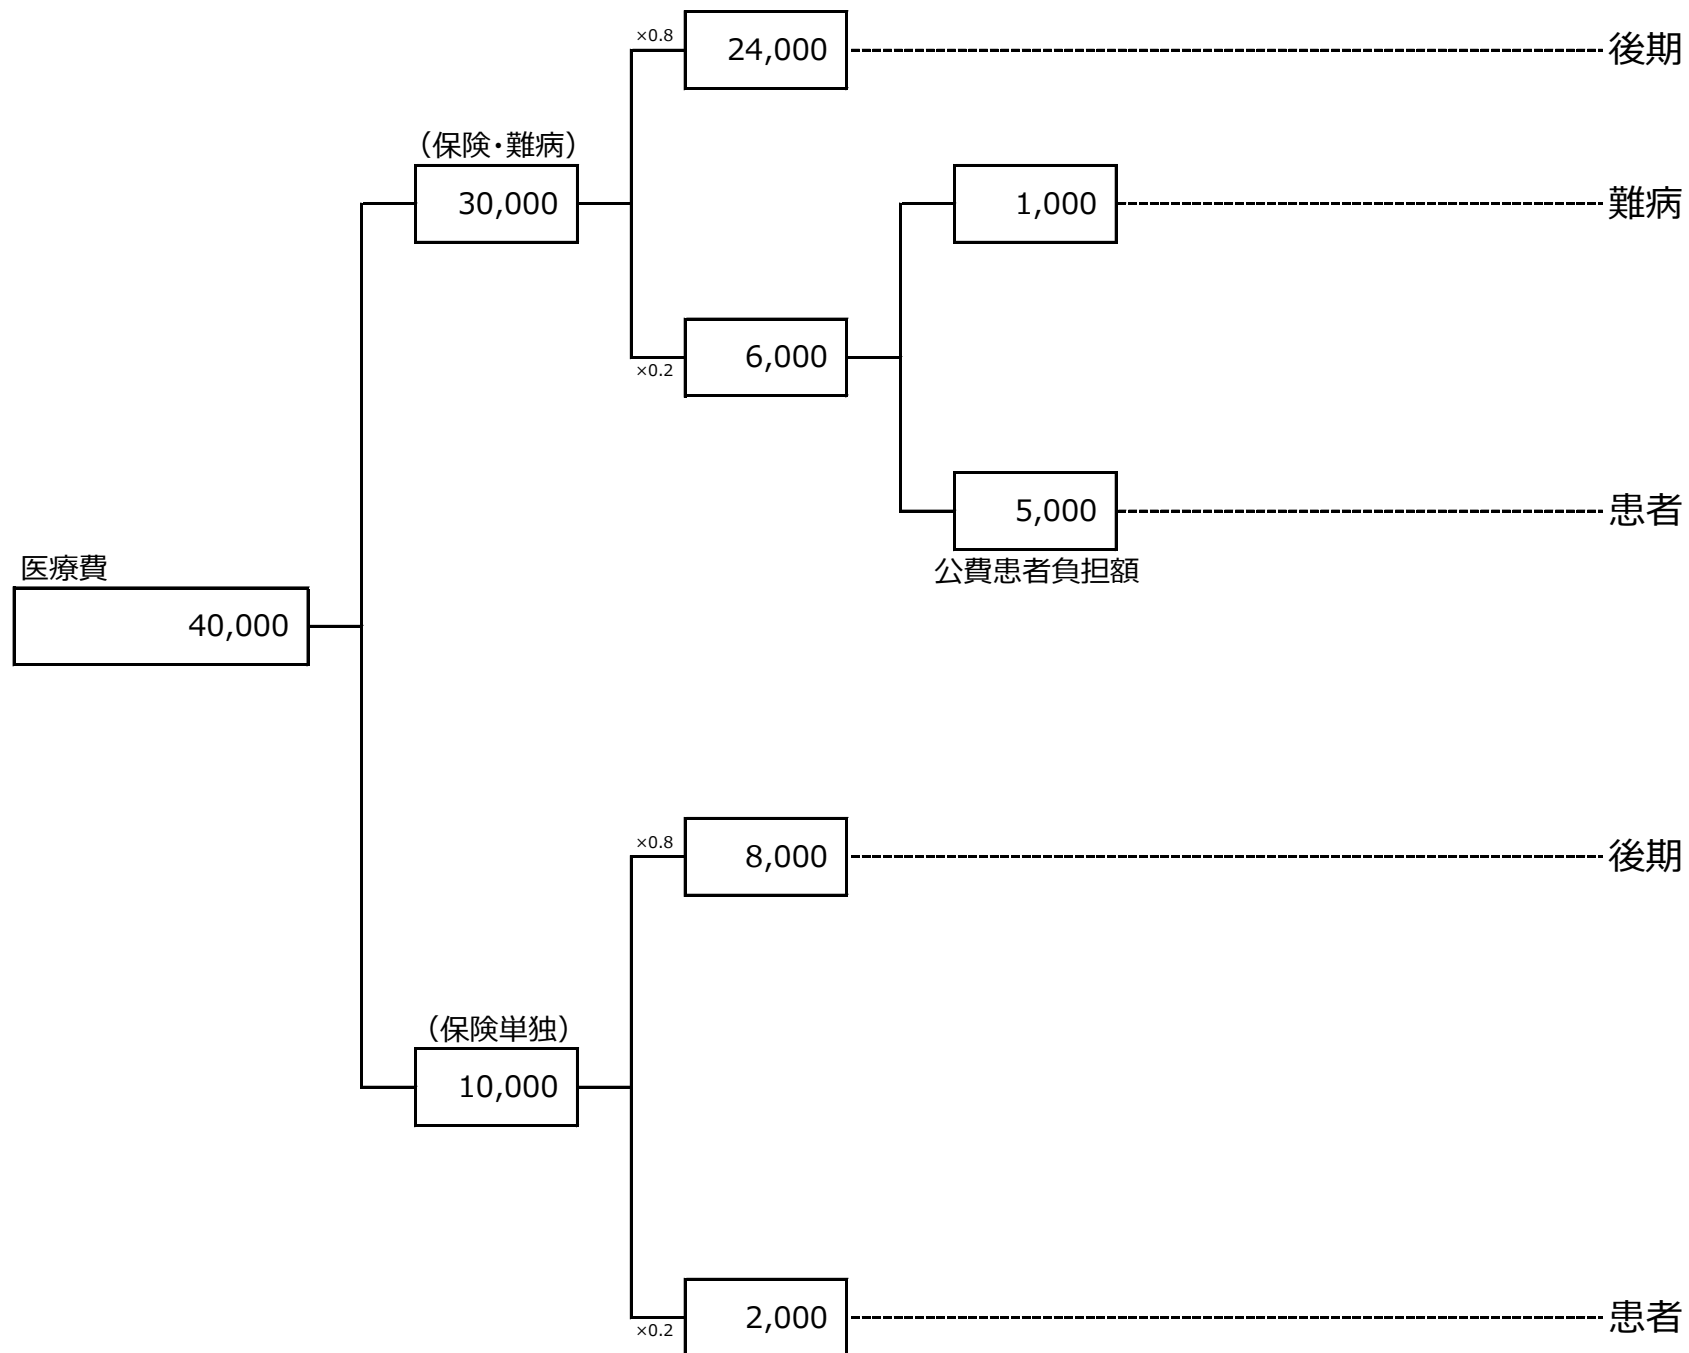 ×0.8
24,000
後期
（保険・難病）
30,000
1,000
難病
6,000
×0.2
5,000
患者
公費患者負担額
医療費
40,000
×0.8
8,000
後期
（保険単独）
10,000
2,000
×0.2
患者